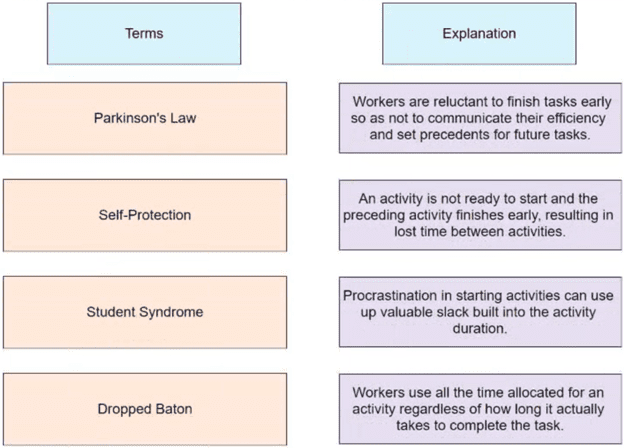 Terms
Explanation
Parkinson's Law
Workers are reluctant to finish tasks early
so as not to communicate their efficiency
and set precedents for future tasks.
Self-Protection
An activity is not ready to start and the
preceding activity finishes early, resulting in
lost time between activities.
Student Syndrome
Procrastination in starting activities can use
up valuable slack built into the activity
duration.
Dropped Baton
Workers use all the time allocated for an
activity regardless of how long it actually
takes to complete the task.